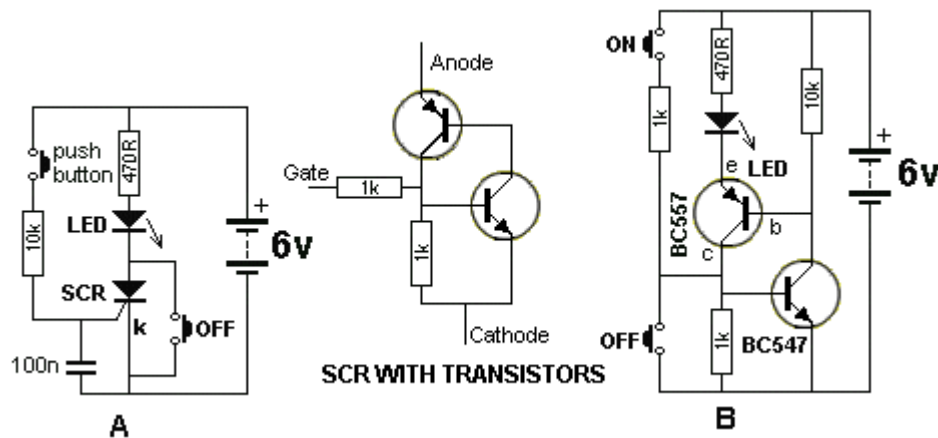 push
button
470R
LED
10k
SCR
k
OFF
100n
+
6v
A
Anode
Gate
1k
1k
Cathode
SCR WITH TRANSISTORS
ON
1k
470R
10k
LED
e
BC557
b
c
OFF
1k
BC547
+
6v
B